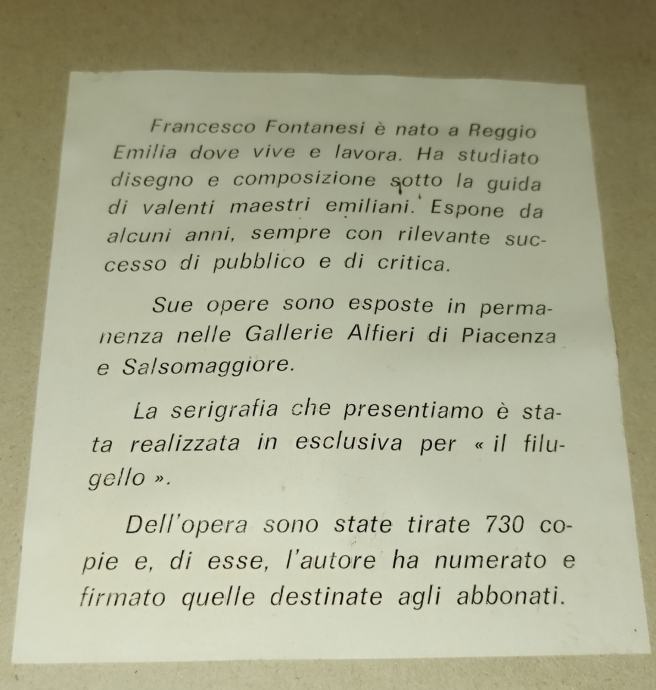 Francesco Fontanesi è nato a Reggio
Emilia dove vive e lavora. Ha studiato
disegno e composizione sotto la guida
di valenti maestri emiliani. Espone da
alcuni anni, sempre con rilevante suc-
cesso di pubblico e di critica.
Sue opere sono esposte in perma-
nenza nelle Gallerie Alfieri di Piacenza
e Salsomaggiore.
La serigrafia che presentiamo è sta-
ta realizzata in esclusiva per « il filu-
gello ».
Dell'opera sono state tirate 730 co-
pie e, di esse, l'autore ha numerato e
firmato quelle destinate agli abbonati.